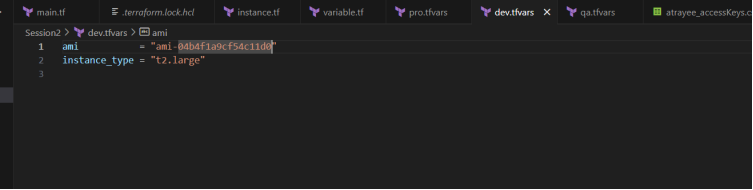 main.tf .terraform.lock.hcl instance.tf variable.tf pro.tfvars dev.tfvars qa.tfvars atrayee_accessKeys.c
Session2 > dev.tfvars > ami
1 ami = "ami-04b4f1a9cf54c11d0"
2 instance_type = "t2.large"
3